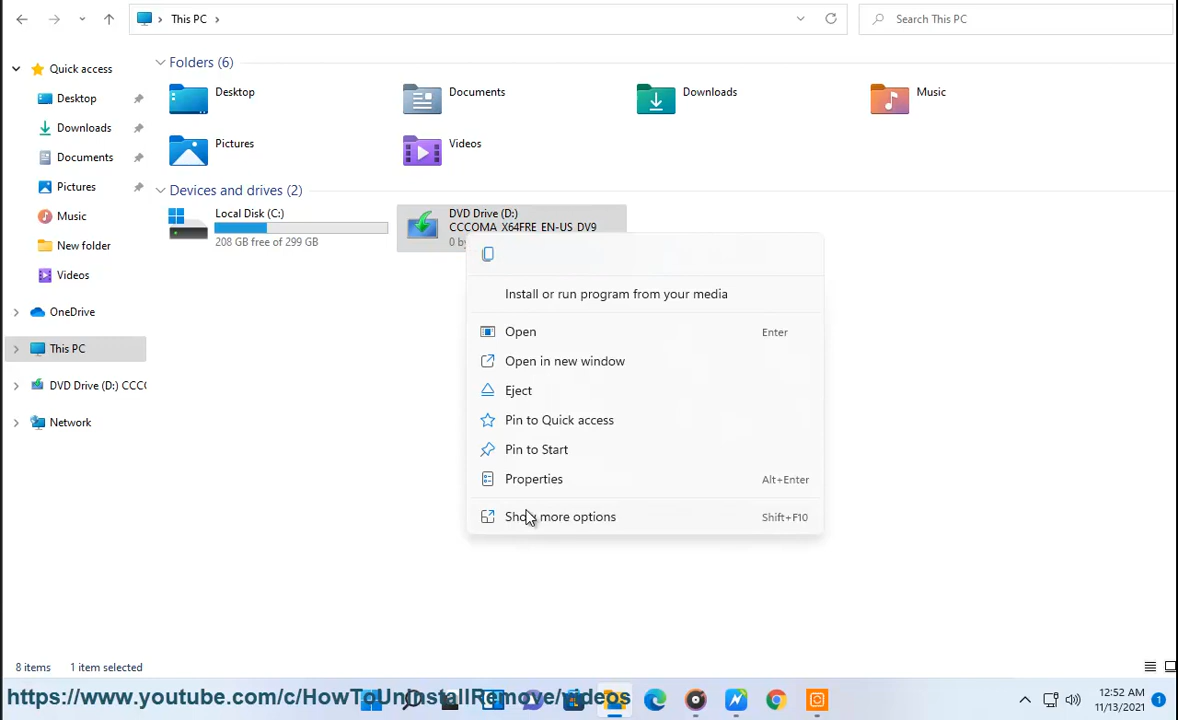 This PC
Search This PC
Quick access
Desktop
Downloads
Documents
Pictures
Music
New folder
Videos
OneDrive
This PC
DVD Drive (D:) CCC
Network
Folders (6)
Desktop
Documents
Downloads
Music
Pictures
Videos
Devices and drives (2)
Local Disk (C:)
208 GB free of 299 GB
DVD Drive (D:)
CCCOMA_X64FRE_EN-US_DV9
0
Install or run program from your media
Open Enter
Open in new window
Eject
Pin to Quick access
Pin to Start
Properties Alt+Enter
Show more options Shift+F10
8 items 1 item selected
https://www.youtube.com/c/HowToUninstallRemove/videos
12:52 AM
11/13/2021
1